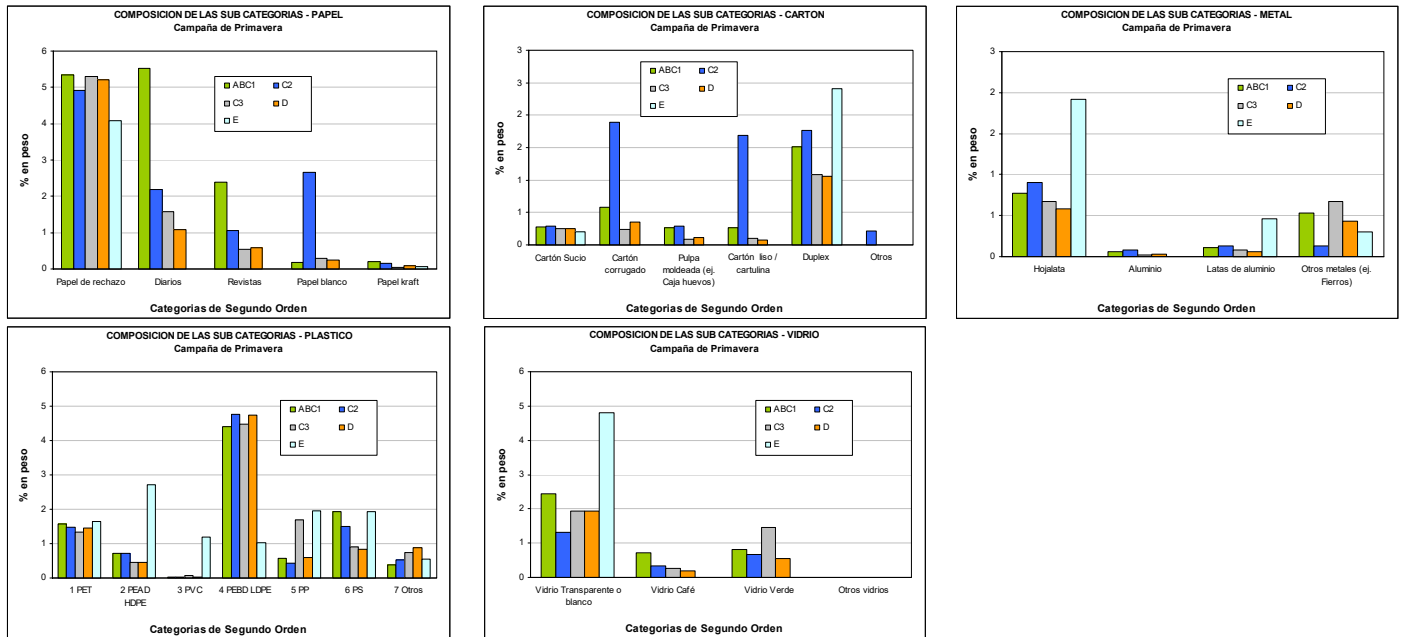 COMPOSICION DE LAS SUB CATEGORIAS - PAPEL
Campaña de Primavera
6
5
4
3
2
1
0
% en peso
ABC1
C2
C3
D
E
Papel de rechazo
Diarios
Revistas
Papel blanco
Papel kraft
Categorias de Segundo Orden
COMPOSICION DE LAS SUB CATEGORIAS - CARTON
Campaña de Primavera
3
3
2
2
1
1
0
% en peso
ABC1
C2
C3
D
E
Cartón Sucio
Cartón
corrugado
Pulpa
moldeada (ej.
Caja huevos)
Cartón liso /
cartulina
Duplex
Otros
Categorias de Segundo Orden
COMPOSICION DE LAS SUB CATEGORIAS - METAL
Campaña de Primavera
3
2
2
1
1
0
% en peso
ABC1
C2
C3
D
E
Hojalata
Aluminio
Latas de aluminio
Otros metales (ej.
Fierros)
Categorias de Segundo Orden
COMPOSICION DE LAS SUB CATEGORIAS - PLASTICO
Campaña de Primavera
6
5
4
3
2
1
0
% en peso
ABC1
C2
C3
D
E
1 PET
2 PEAD
HDPE
3 PVC
4 PEBD LDPE
5 PP
6 PS
7 Otros
Categorias de Segundo Orden
COMPOSICION DE LAS SUB CATEGORIAS - VIDRIO
Campaña de Primavera
6
5
4
3
2
1
0
% en peso
ABC1
C2
C3
D
E
Vidrio Transparente o
blanco
Vidrio Café
Vidrio Verde
Otros vidrios
Categorias de Segundo Orden